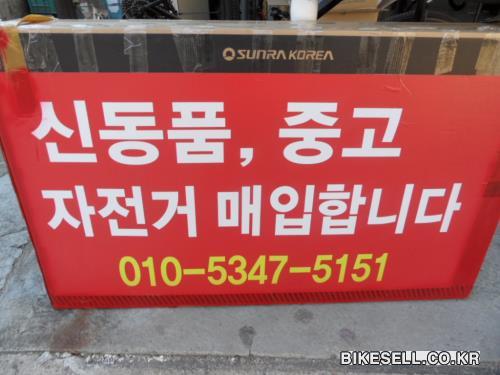 SUNRA KOREA
신동품, 중고
자전거 매입합니다
010-5347-5151
BIKESELL.CO.KR